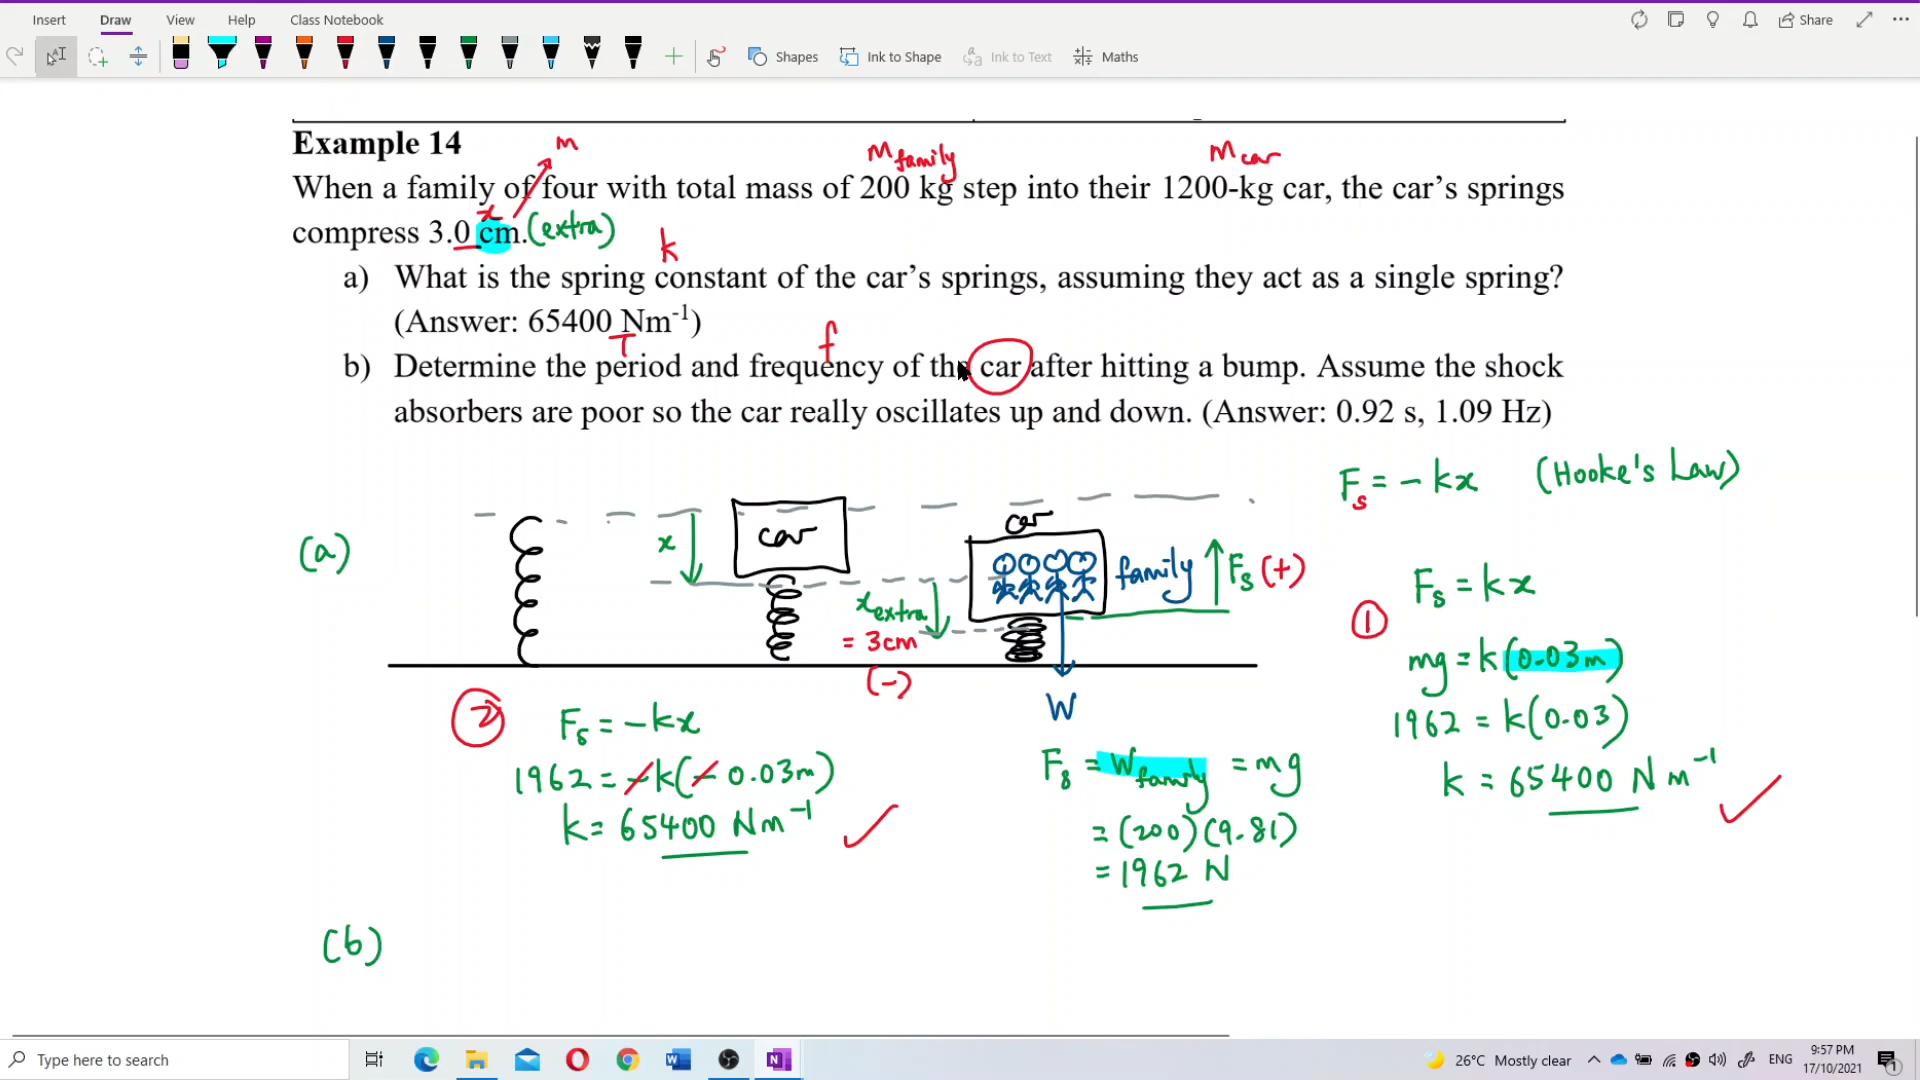 Insert Draw View Help Class Notebook Share
Shapes Ink to Shape Ink to Text Maths
Example 14
m
M family M car
When a family of four with total mass of 200 kg step into their 1200-kg car, the car's springs
x
compress 3.0 cm. (extra)
k
a) What is the spring constant of the car's springs, assuming they act as a single spring?
(Answer: 65400 Nm⁻¹)
T f
b) Determine the period and frequency of the car after hitting a bump. Assume the shock
absorbers are poor so the car really oscillates up and down. (Answer: 0.92 s, 1.09 Hz)
Fs = -kx (Hooke's Law)
(a)
x
car
car
family
Fs (+)
x extra
= 3cm
(-)
W
①
Fs = kx
mg = k(0.03m)
1962 = k(0.03)
k = 65400 N m⁻¹
②
Fs = -kx
1962 = -k(-0.03m)
k = 65400 Nm⁻¹
Fs = W family = mg
= (200)(9.81)
= 1962 N
(b)
Type here to search
26°C Mostly clear ENG 9:57 PM
17/10/2021
1